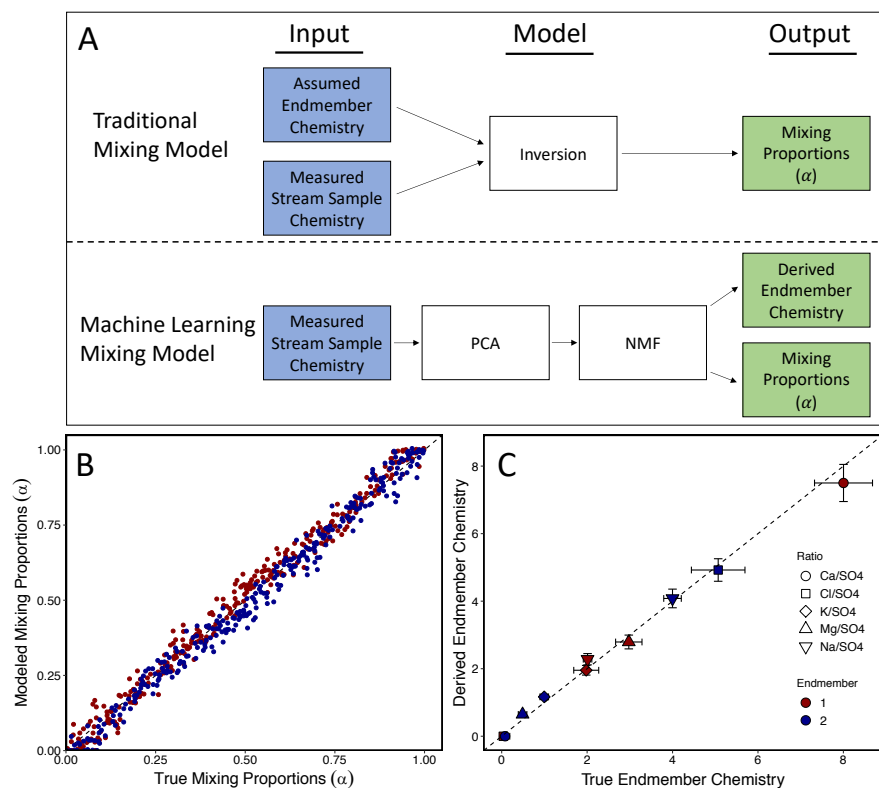 A
Input
Model
Output
Traditional
Mixing Model
Assumed
Endmember
Chemistry
Measured
Stream Sample
Chemistry
Inversion
Mixing
Proportions
(α)
Machine Learning
Mixing Model
Measured
Stream Sample
Chemistry
PCA
NMF
Derived
Endmember
Chemistry
Mixing
Proportions
(α)
B
Modeled Mixing Proportions (α)
1.00
0.75
0.50
0.25
0.00
0.00 0.25 0.50 0.75 1.00
True Mixing Proportions (α)
C
Derived Endmember Chemistry
8
6
4
2
0
0 2 4 6 8
True Endmember Chemistry
Ratio
Ca/SO4
Cl/SO4
K/SO4
Mg/SO4
Na/SO4
Endmember
1
2